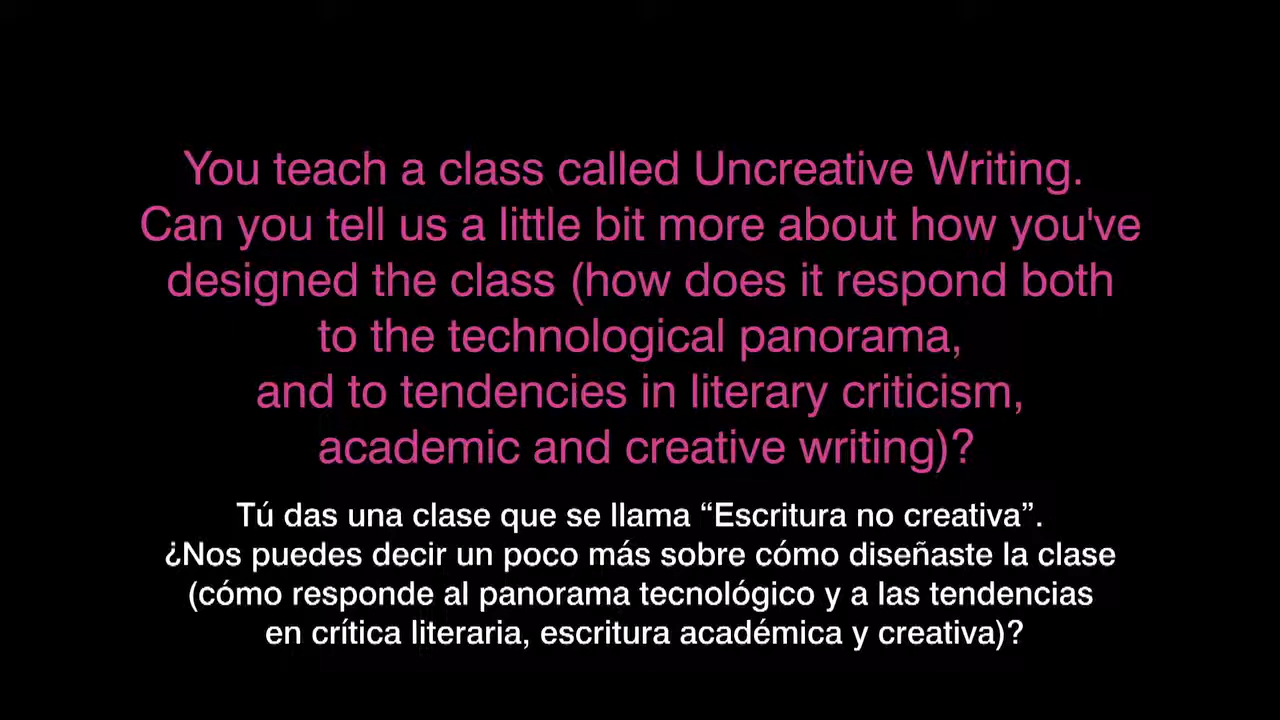 You teach a class called Uncreative Writing.
Can you tell us a little bit more about how you've
designed the class (how does it respond both
to the technological panorama,
and to tendencies in literary criticism,
academic and creative writing)?
Tú das una clase que se llama “Escritura no creativa”.
¿Nos puedes decir un poco más sobre cómo diseñaste la clase
(cómo responde al panorama tecnológico y a las tendencias
en crítica literaria, escritura académica y creativa)?